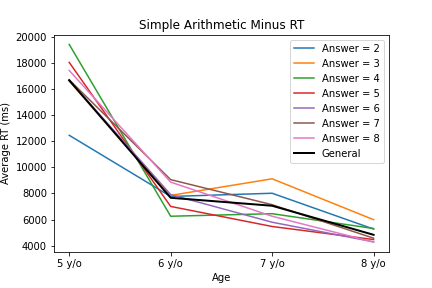 Simple Arithmetic Minus RT
20000
18000
16000
14000
12000
10000
8000
6000
4000
Average RT (ms)
Answer = 2
Answer = 3
Answer = 4
Answer = 5
Answer = 6
Answer = 7
Answer = 8
General
5 y/o
6 y/o
7 y/o
8 y/o
Age